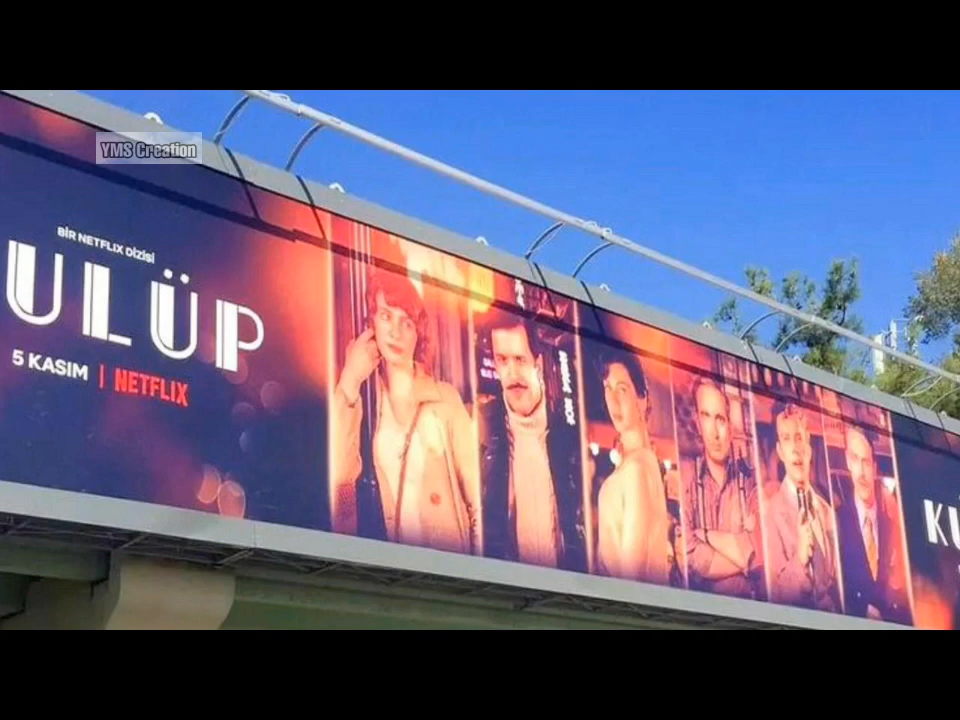 YMS Creation
BİR NETFLIX DİZİSİ
ULÜP
5 KASIM | NETFLIX
KU